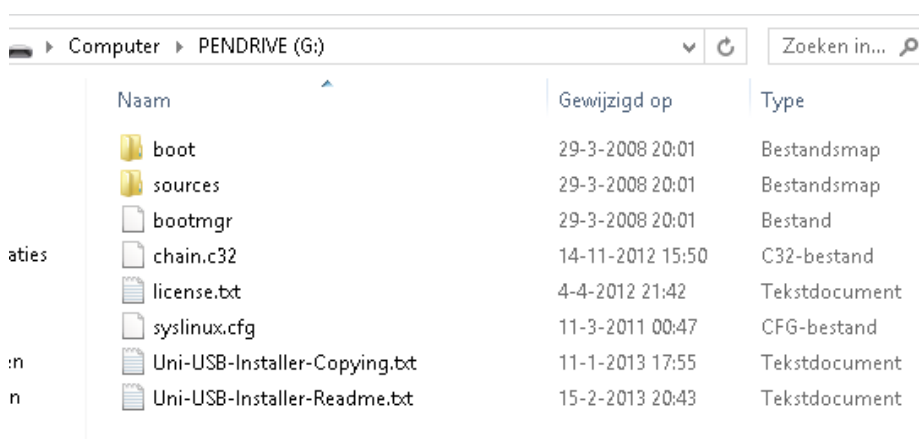 Computer PENDRIVE (G:) Zoeken in...
Naam Gewijzigd op Type
boot 29-3-2008 20:01 Bestandsmap
sources 29-3-2008 20:01 Bestandsmap
bootmgr 29-3-2008 20:01 Bestand
aties chain.c32 14-11-2012 15:50 C32-bestand
license.txt 4-4-2012 21:42 Tekstdocument
syslinux.cfg 11-3-2011 00:47 CFG-bestand
en Uni-USB-Installer-Copying.txt 11-1-2013 17:55 Tekstdocument
n Uni-USB-Installer-Readme.txt 15-2-2013 20:43 Tekstdocument